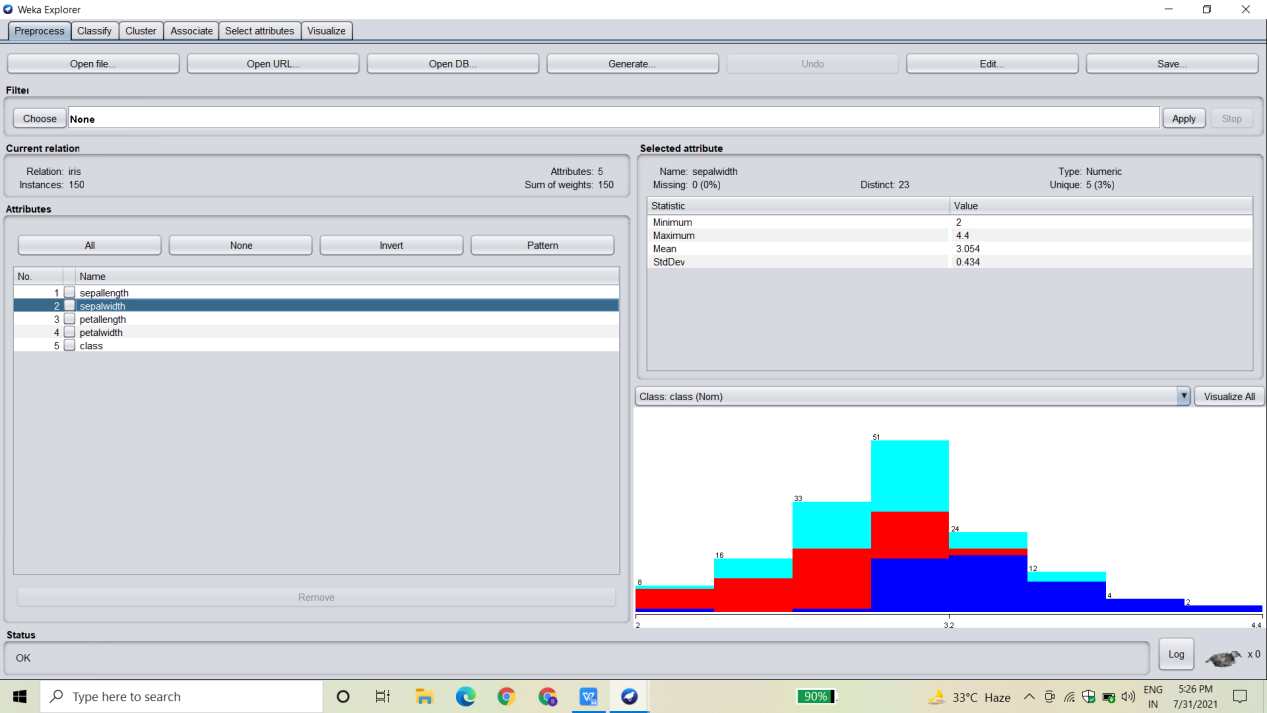 Weka Explorer
Preprocess Classify Cluster Associate Select attributes Visualize
Open file... Open URL... Open DB... Generate... Undo Edit... Save...
Filter
Choose None Apply Stop
Current relation
Relation: iris Attributes: 5
Instances: 150 Sum of weights: 150
Attributes
All None Invert Pattern
No. Name
1 sepallength
2 sepalwidth
3 petallength
4 petalwidth
5 class
Remove
Selected attribute
Name: sepalwidth Type: Numeric
Missing: 0 (0%) Distinct: 23 Unique: 5 (3%)
Statistic Value
Minimum 2
Maximum 4.4
Mean 3.054
StdDev 0.434
Class: class (Nom) Visualize All
8 16 33 51 24 12 4 2
2 3.2 4.4
Status
OK Log x 0
Type here to search 90% 33°C Haze ENG IN 5:26 PM 7/31/2021